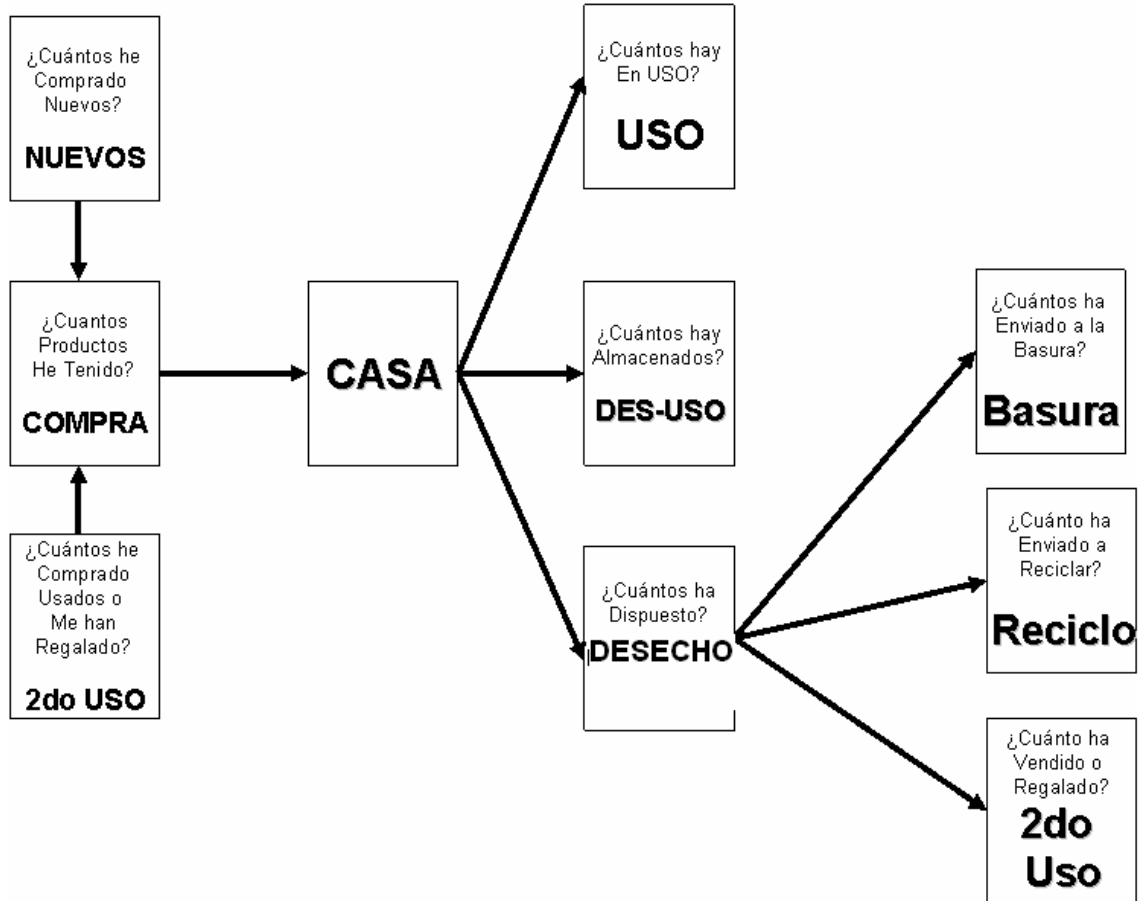 ¿Cuántos he
Comprado
Nuevos?
NUEVOS
¿Cuantos
Productos
He Tenido?
COMPRA
¿Cuántos he
Comprado
Usados o
Me han
Regalado?
2do USO
CASA
¿Cuántos hay
En USO?
USO
¿Cuántos hay
Almacenados?
DES-USO
¿Cuántos ha
Dispuesto?
DESECHO
¿Cuántos ha
Enviado a la
Basura?
Basura
¿Cuánto ha
Enviado a
Reciclar?
Reciclo
¿Cuánto ha
Vendido o
Regalado?
2do
Uso